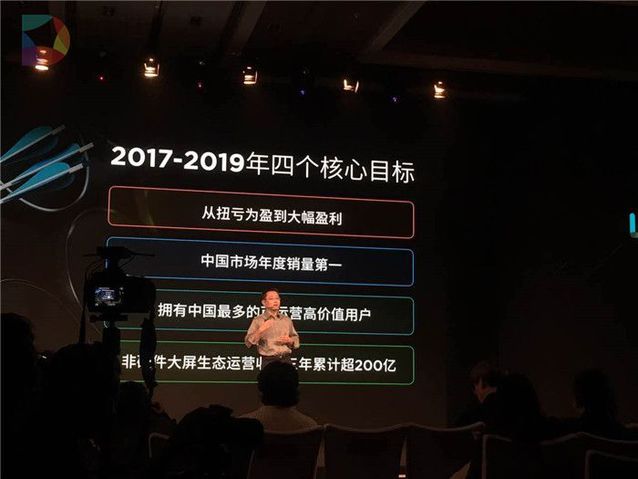 2017-2019年四个核心目标
从扭亏为盈到大幅盈利
中国市场年度销量第一
拥有中国最多的 运营高价值用户
非硬件大屏生态运营收 三年累计超200亿